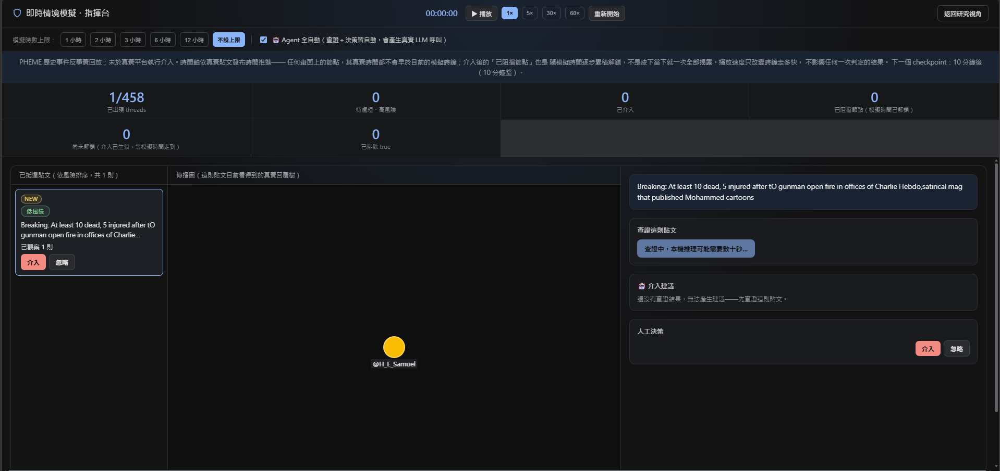 即時情境模擬・指揮台
00:00:00
▶ 播放
1×
5×
30×
60×
重新開始
返回研究視角
模擬時數上限：
1 小時
2 小時
3 小時
6 小時
12 小時
不設上限
Agent 全自動（查證 + 決策皆自動，會產生真實 LLM 呼叫）
PHEME 歷史事件反事實回放；未於真實平台執行介入。時間軸依真實貼文發布時間推進—— 任何畫面上的節點，其真實時間都不會早於目前的模擬時鐘；介入後的「已阻擋節點」也是 隨模擬時間逐步累積解鎖，不是按下當下就一次全部揭露。播放速度只改變時鐘走多快， 不影響任何一次判定的結果。 下一個 checkpoint：10 分鐘後
（10 分鐘整）。
1/458
已出現 threads
0
待處理・高風險
0
已介入
0
已阻擋節點（模擬時間已解鎖）
0
尚未解鎖（介入已生效，等模擬時間走到）
0
已排除 true
已抵達貼文（依風險排序，共 1 則）
NEW
低風險
Breaking: At least 10 dead, 5 injured after tO
gunman open fire in offices of Charlie...
已觀察 1 則
介入
忽略
傳播圖（這則貼文目前看得到的真實回覆樹）
@H_E_Samuel
Breaking: At least 10 dead, 5 injured after tO gunman open fire in offices of Charlie Hebdo,satirical mag
that published Mohammed cartoons
查證這則貼文
查證中，本機推理可能需要數十秒...
介入建議
還沒有查證結果，無法產生建議——先查證這則貼文。
人工決策
介入
忽略